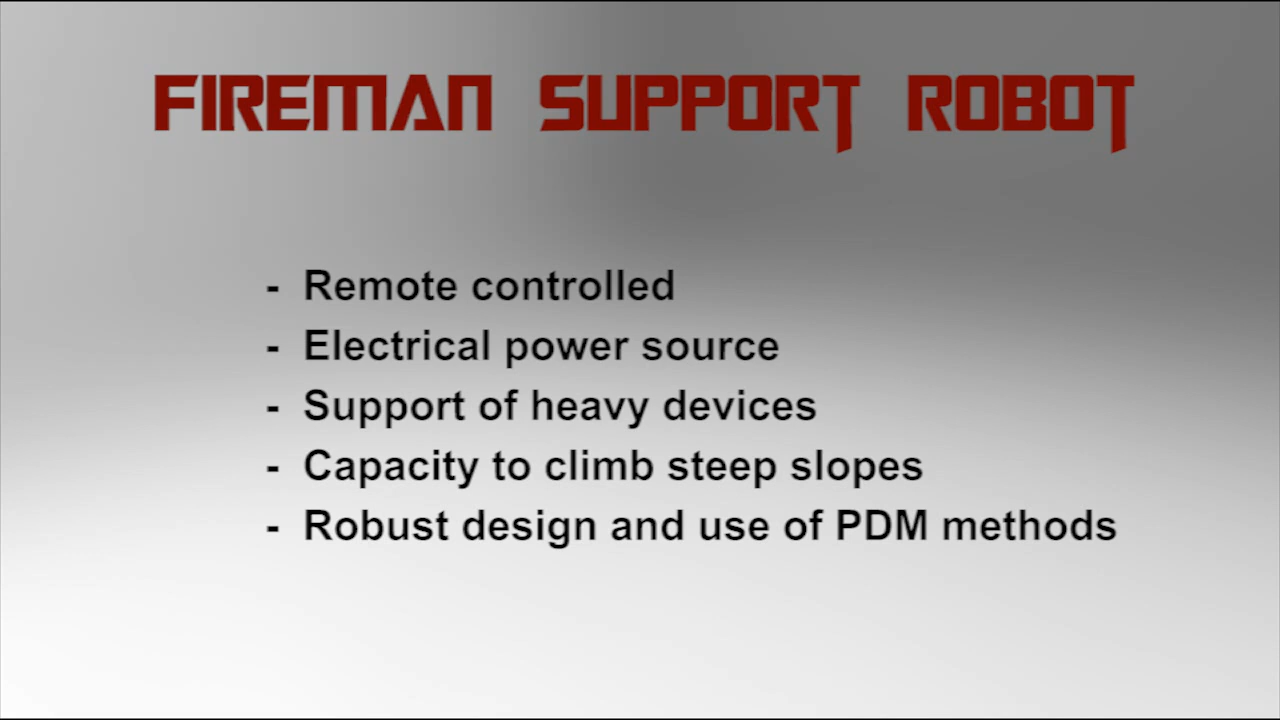 FIREMAN SUPPORT ROBOT
- Remote controlled
- Electrical power source
- Support of heavy devices
- Capacity to climb steep slopes
- Robust design and use of PDM methods